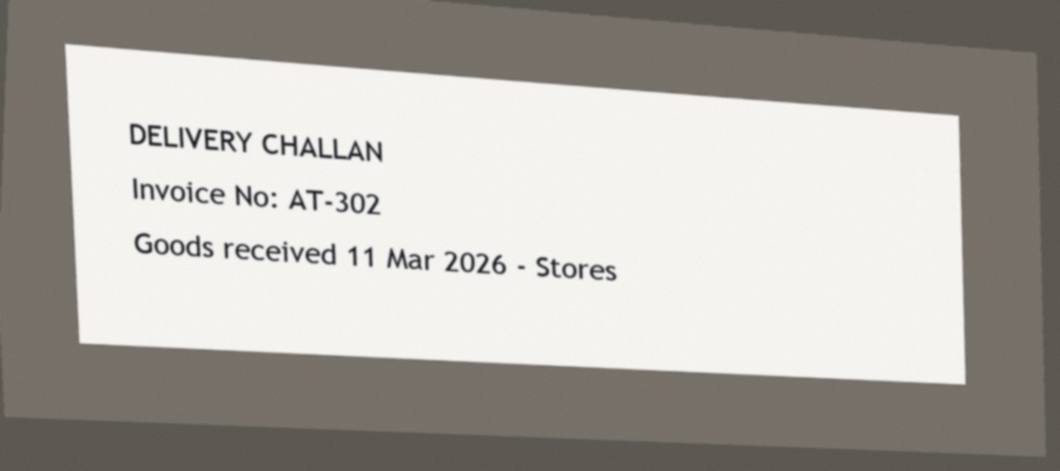 DELIVERY CHALLAN
Invoice No: AT-302
Goods received 11 Mar 2026 - Stores